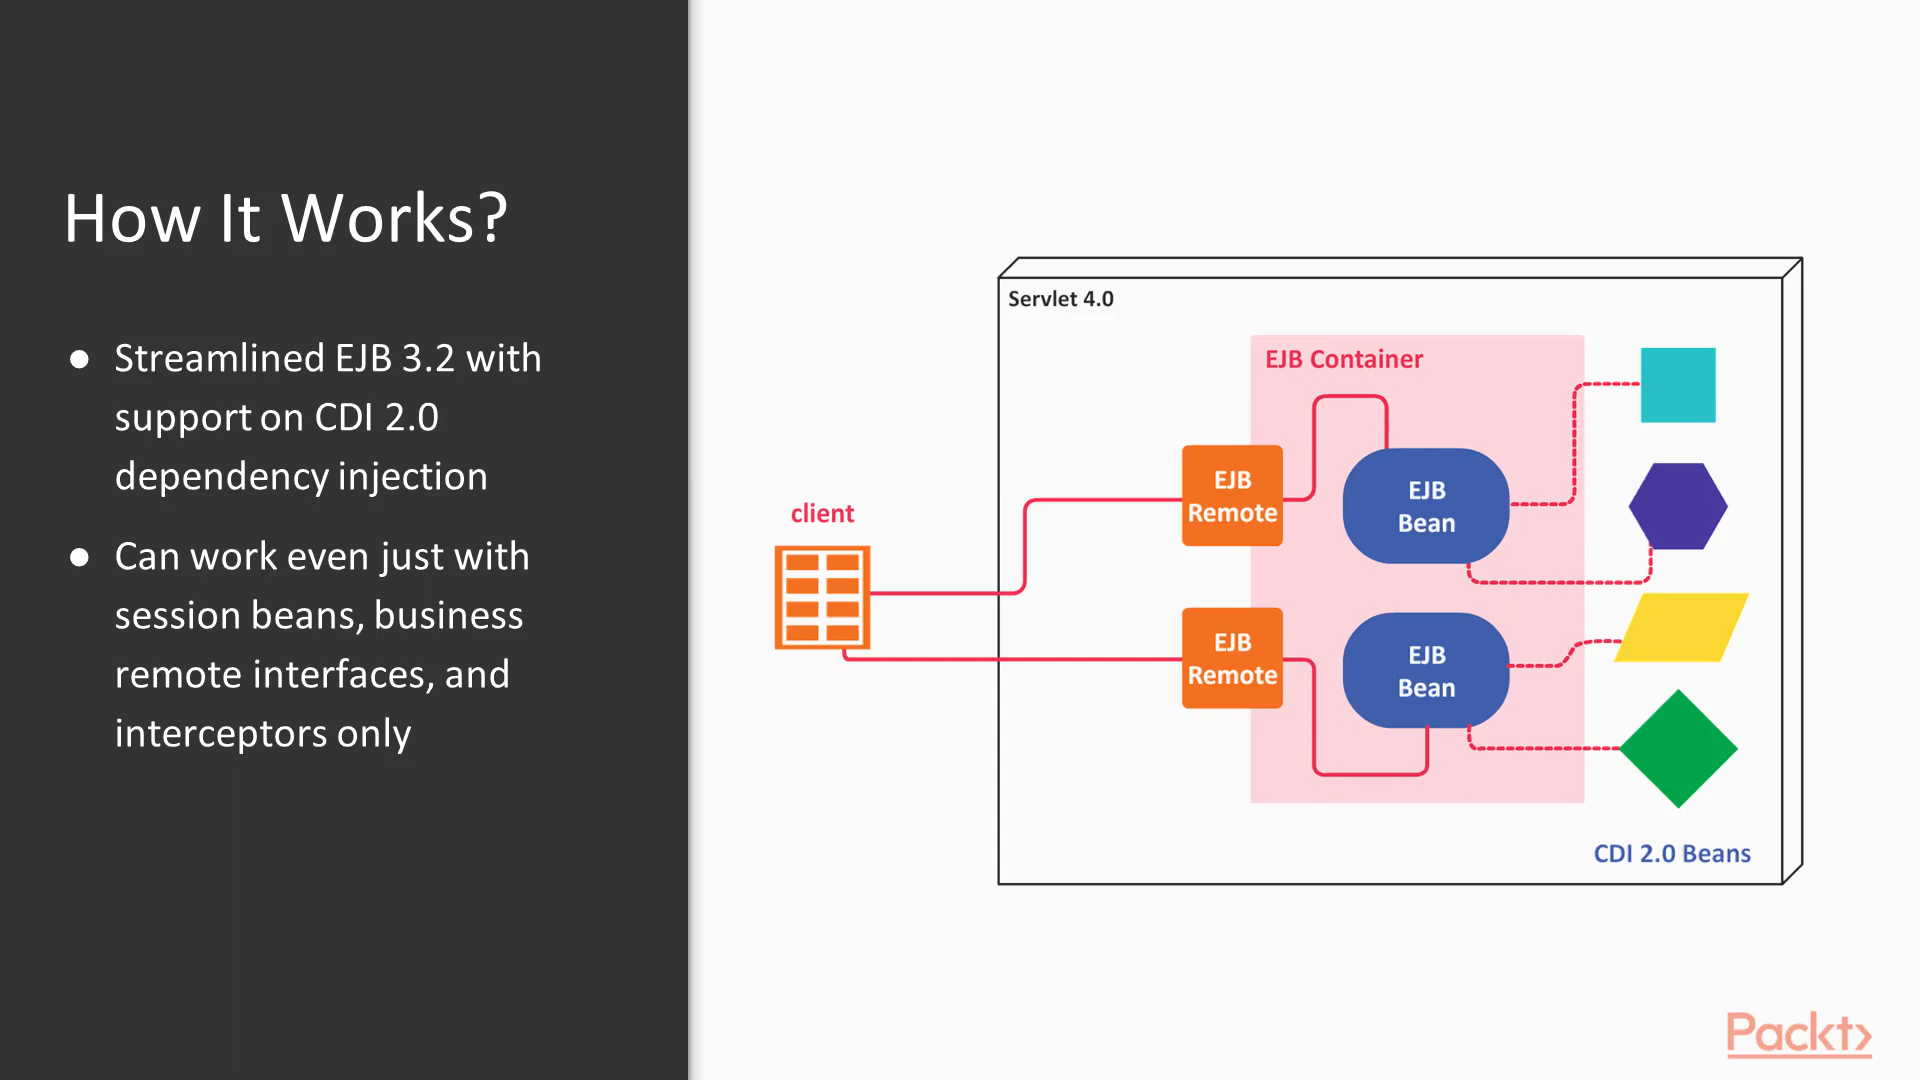 How It Works?
● Streamlined EJB 3.2 with
support on CDI 2.0
dependency injection
● Can work even just with
session beans, business
remote interfaces, and
interceptors only
Servlet 4.0
EJB Container
client
EJB
Remote
EJB
Bean
EJB
Remote
EJB
Bean
CDI 2.0 Beans
Packt>